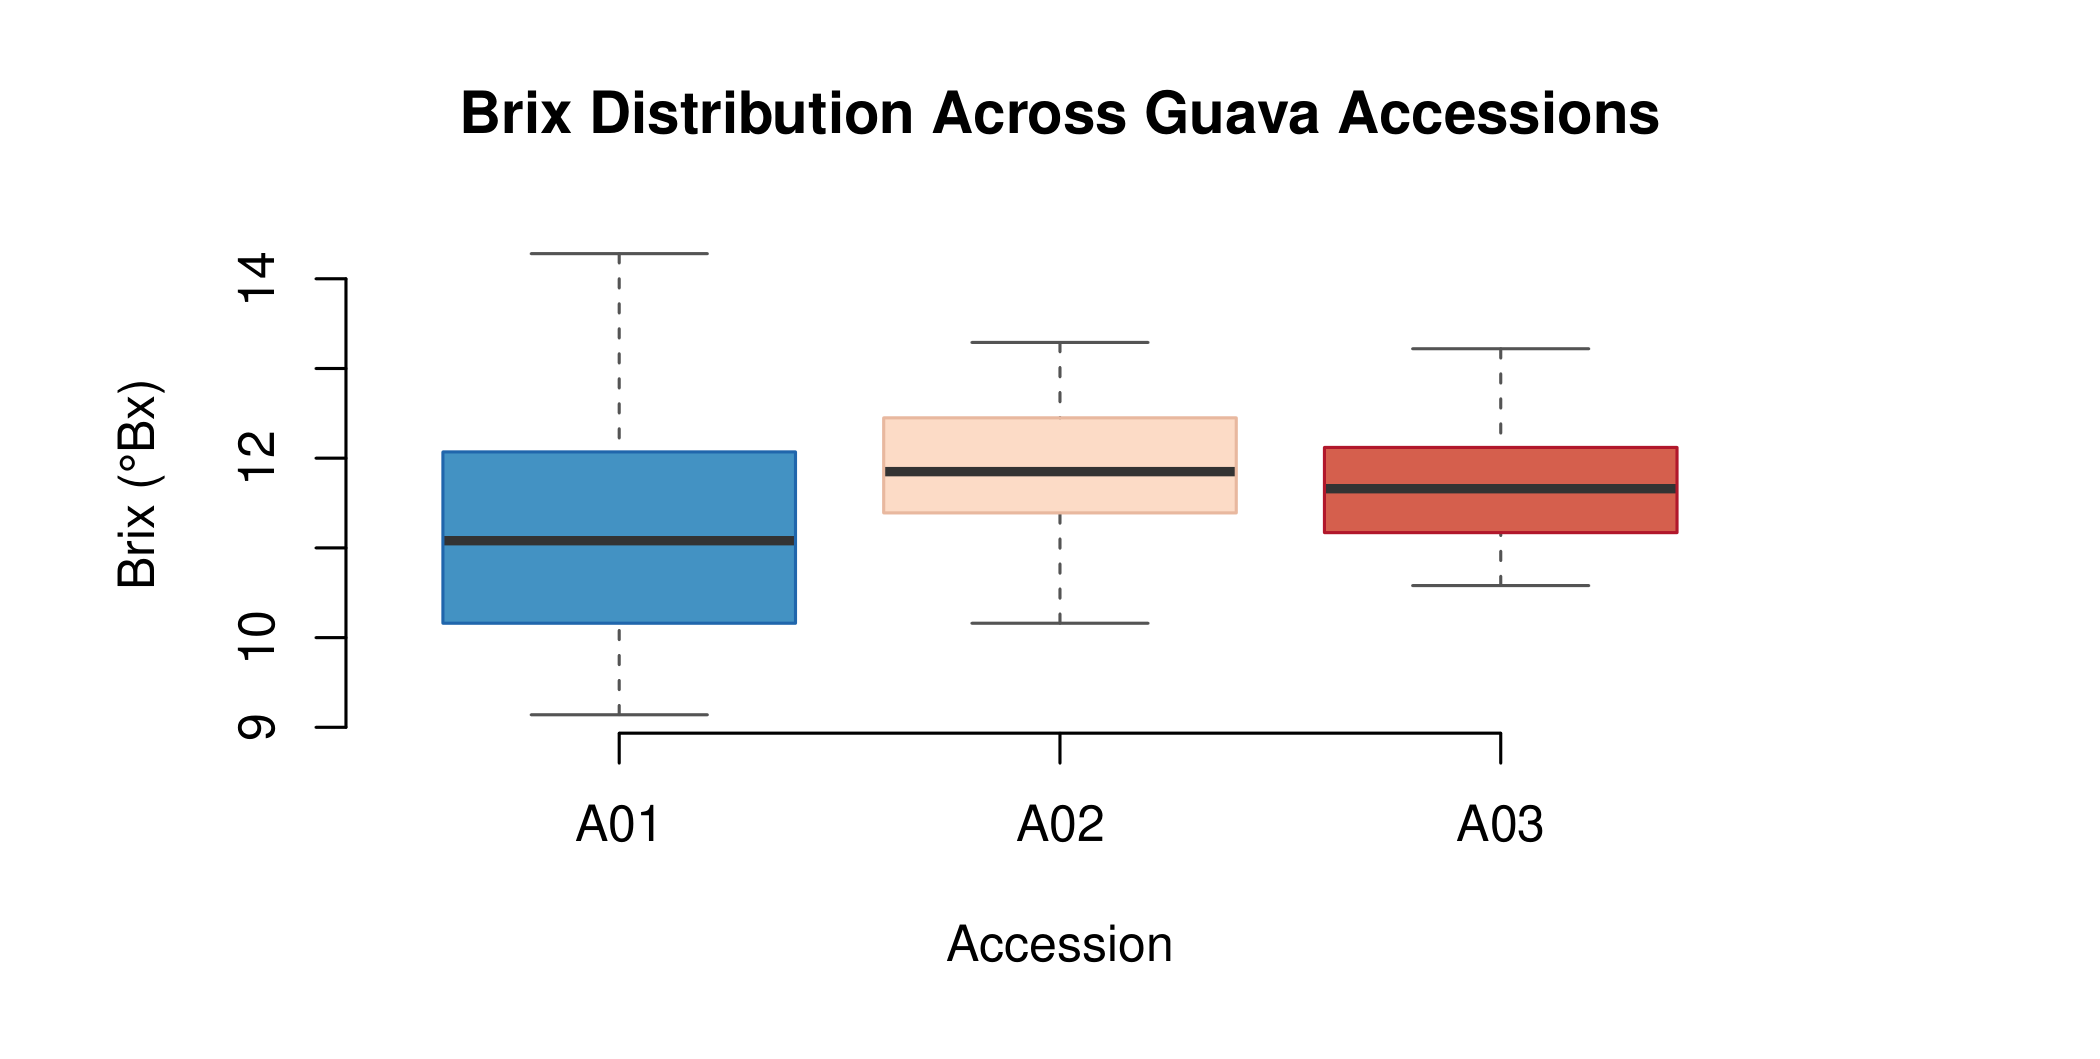 Brix Distribution Across Guava Accessions
Brix (°Bx)
14
12
10
9
A01 A02 A03
Accession